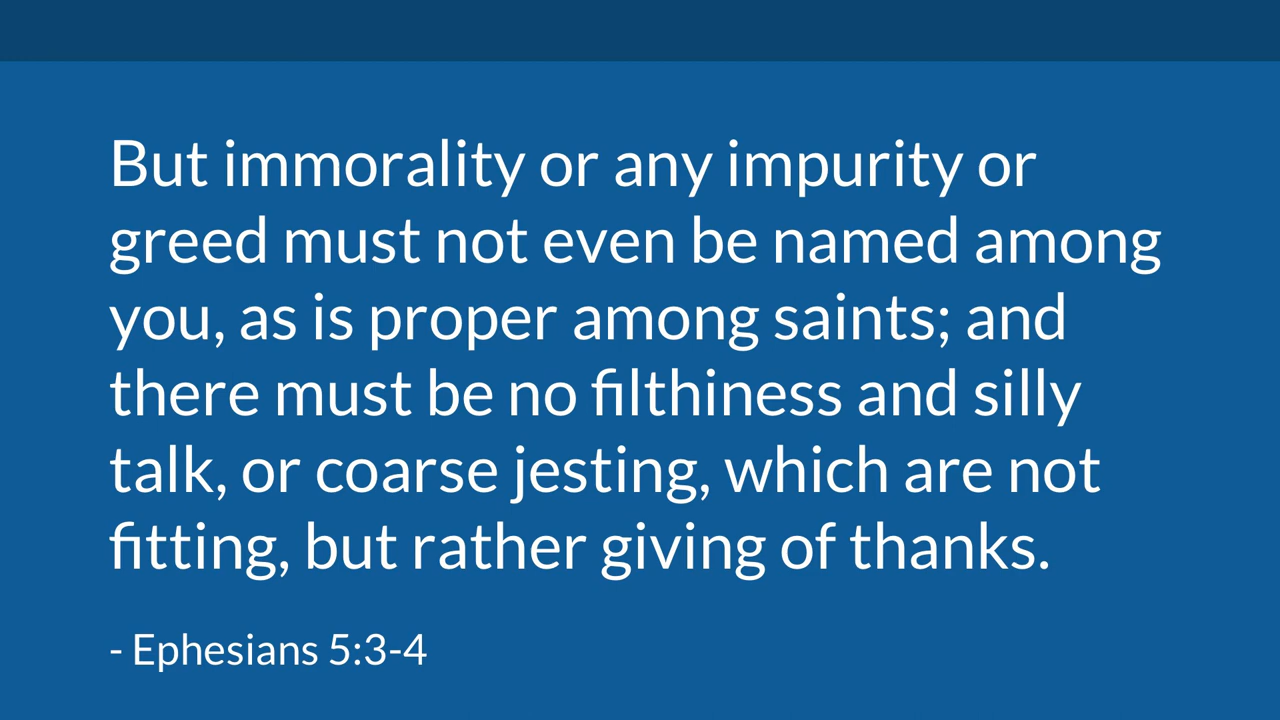 But immorality or any impurity or
greed must not even be named among
you, as is proper among saints; and
there must be no filthiness and silly
talk, or coarse jesting, which are not
fitting, but rather giving of thanks.
- Ephesians 5:3-4